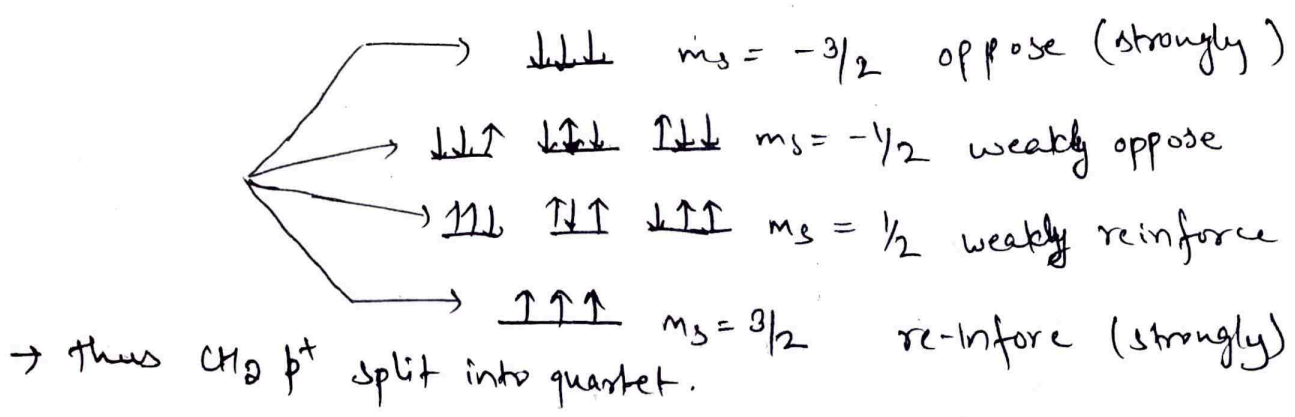 ↓↓↓ ms = -3/2 oppose (strongly)
↓↓↑ ↓↑↓ ↑↓↓ ms = -1/2 weakly oppose
↑↑↓ ↑↓↑ ↓↑↑ ms = 1/2 weakly reinforce
↑↑↑ ms = 3/2 re-infore (strongly)
→ thus CH2 p+ split into quartet.